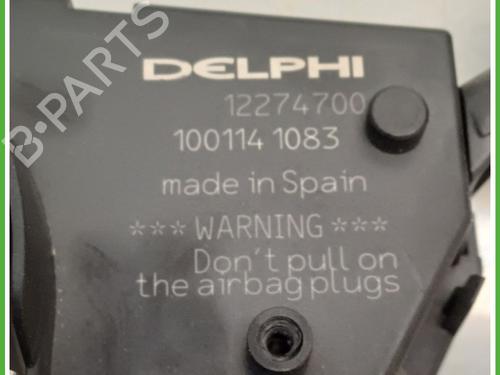 B-PARTS
DELPHI
12274700
100114 1083
made in Spain
*** WARNING ***
Don't pull on
the airbag plugs